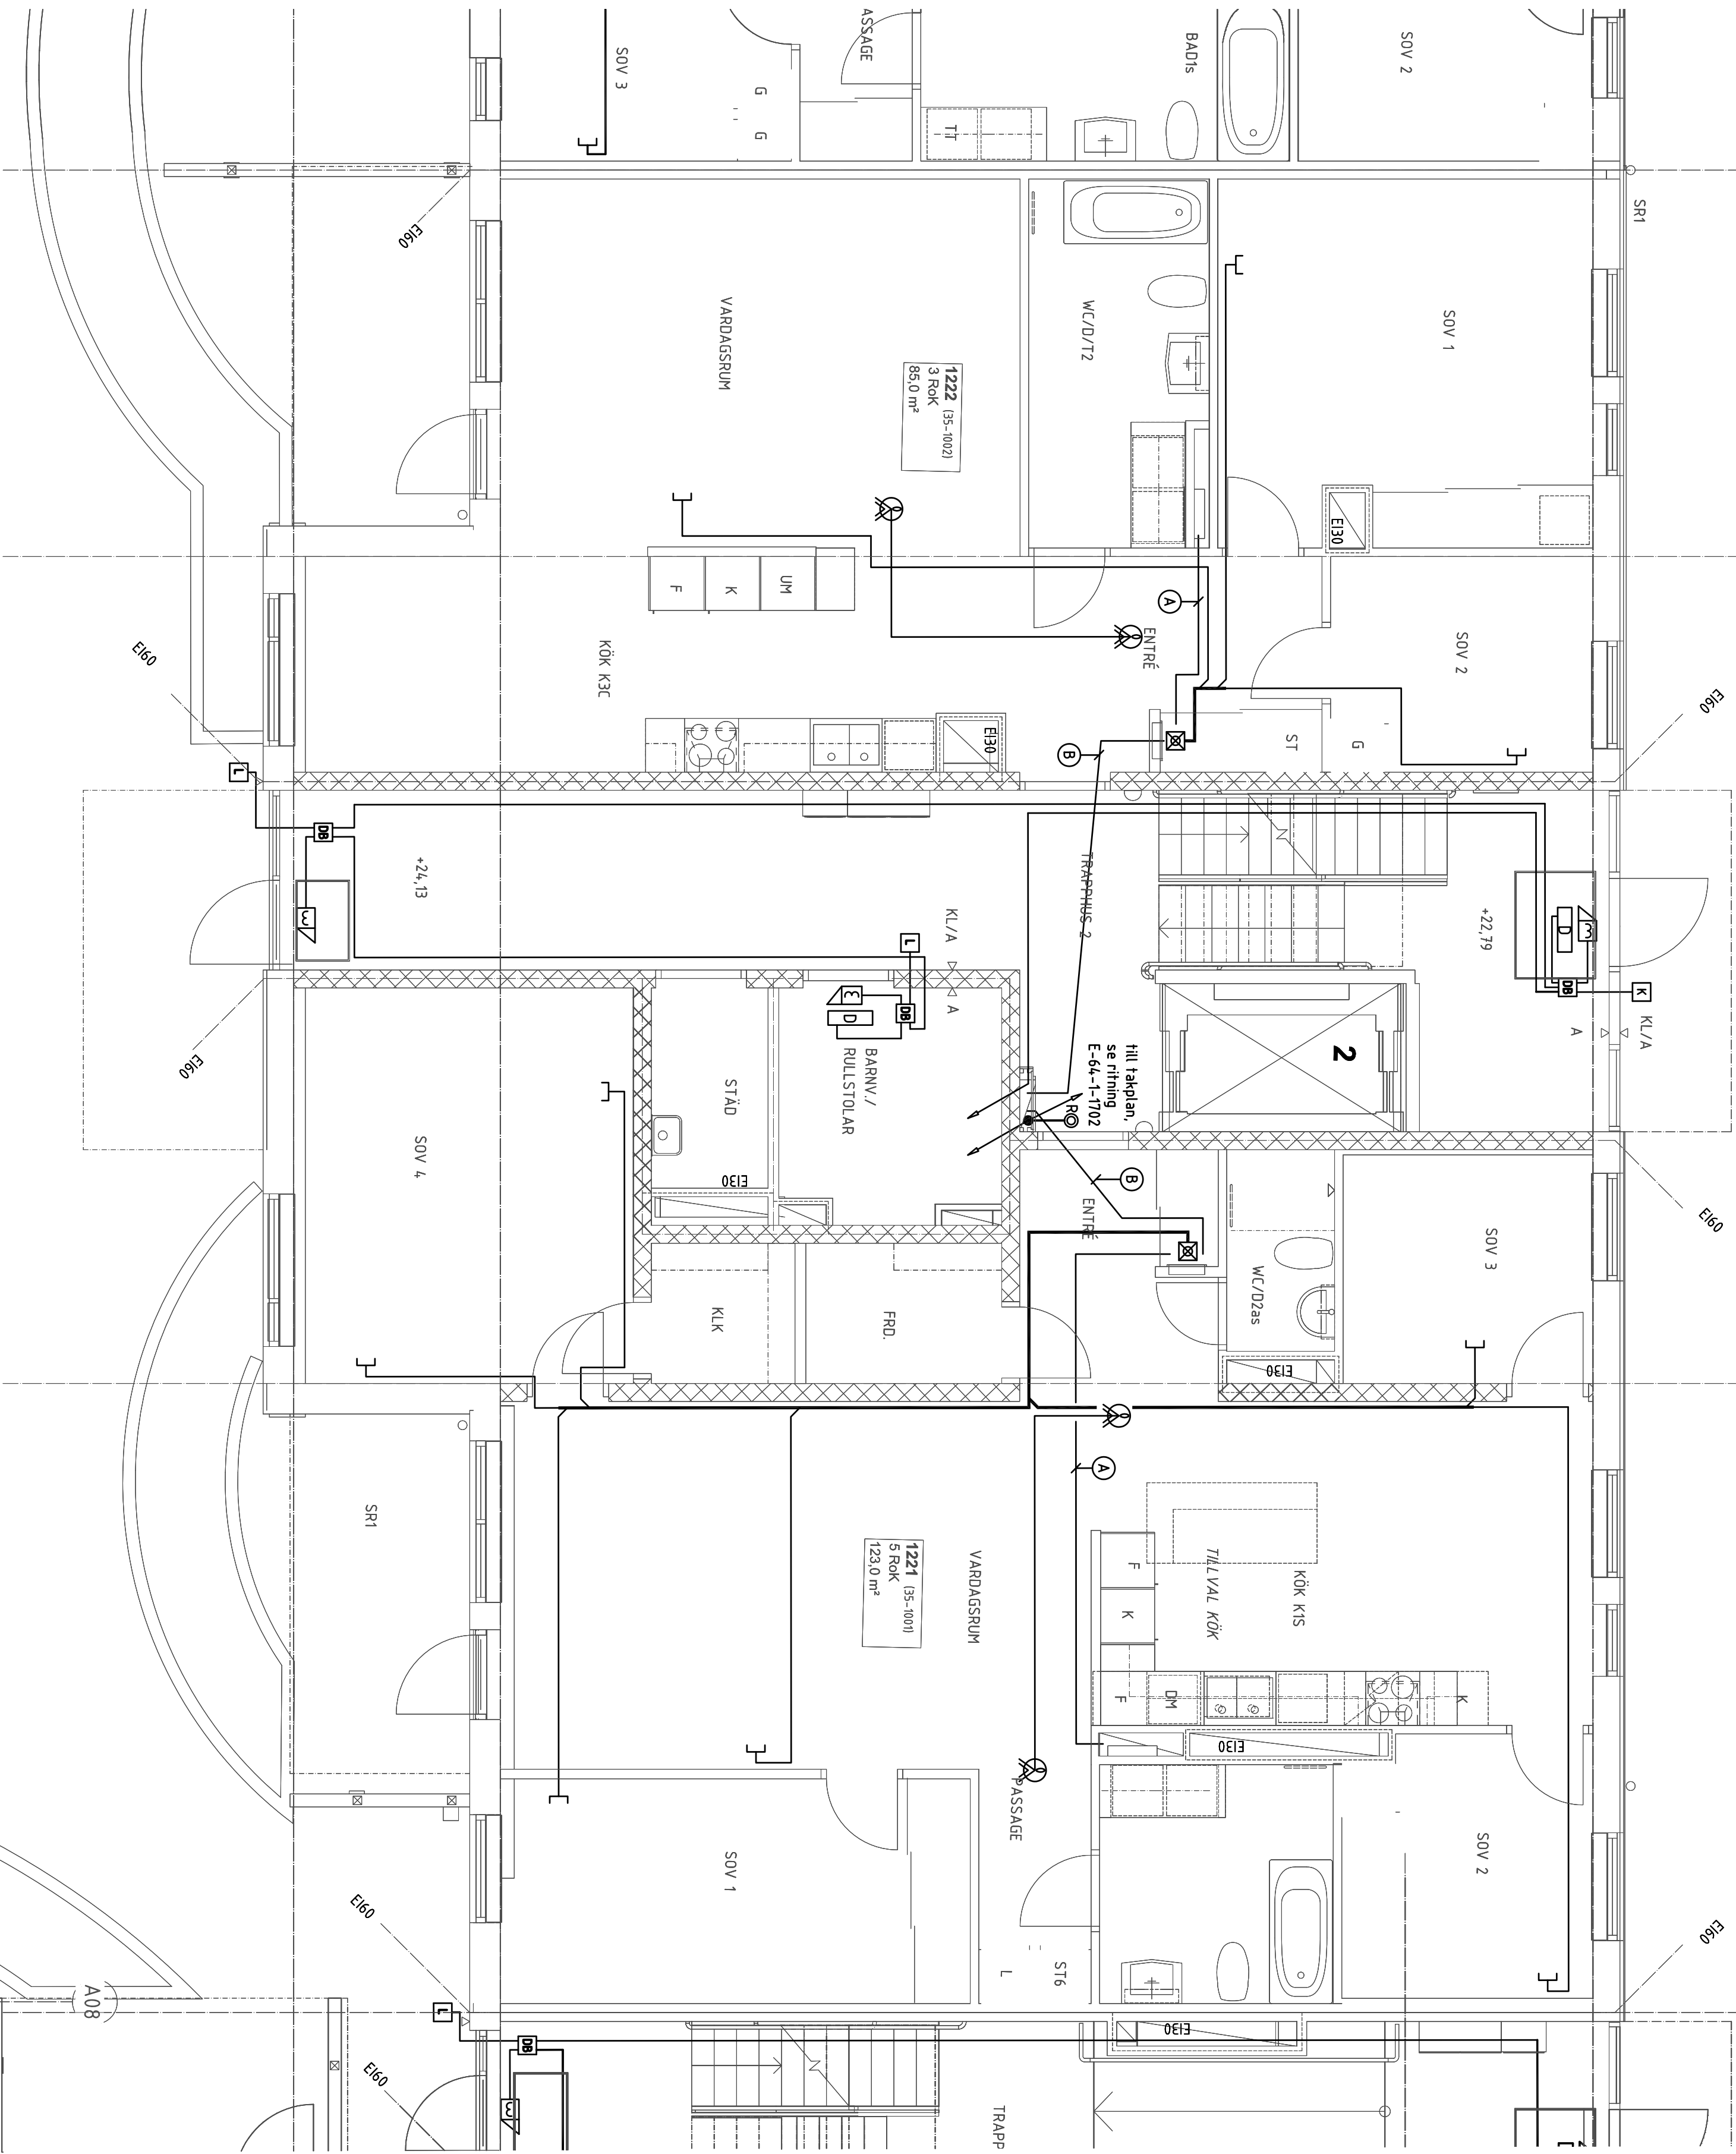 SOV 2
BAD1s
ASSAGE
TT
G
G
SOV 3
SR1
EI60
SOV 1
WC/D/T2
VARDAGSRUM
1222 (35-1002)
3 RoK
85,0 m²
EI30
SOV 2
A
ENTRÉ
UM
K
F
KÖK K3C
EI60
EI60
ST
G
B
EI30
L
DB
+24,13
+22,79
TRAPPHUS 2
D
DB
K
KL/A
A
KL/A
A
L
DB
D
2
till takplan,
se ritning
E-64-1-1702
R
BARNV./
RULLSTOLAR
STÄD
EI60
SOV 4
EI30
EI60
B
ENTRÉ
SOV 3
WC/D2as
EI30
KLK
FRD.
A
SR1
KÖK K1S
TILLVAL KÖK
F
K
VARDAGSRUM
1221 (35-1001)
5 RoK
123,0 m²
F
DM
K
EI30
PASSAGE
SOV 2
SOV 1
EI60
EI60
ST6
L
A08
L
DB
EI30
EI60
TRAPP